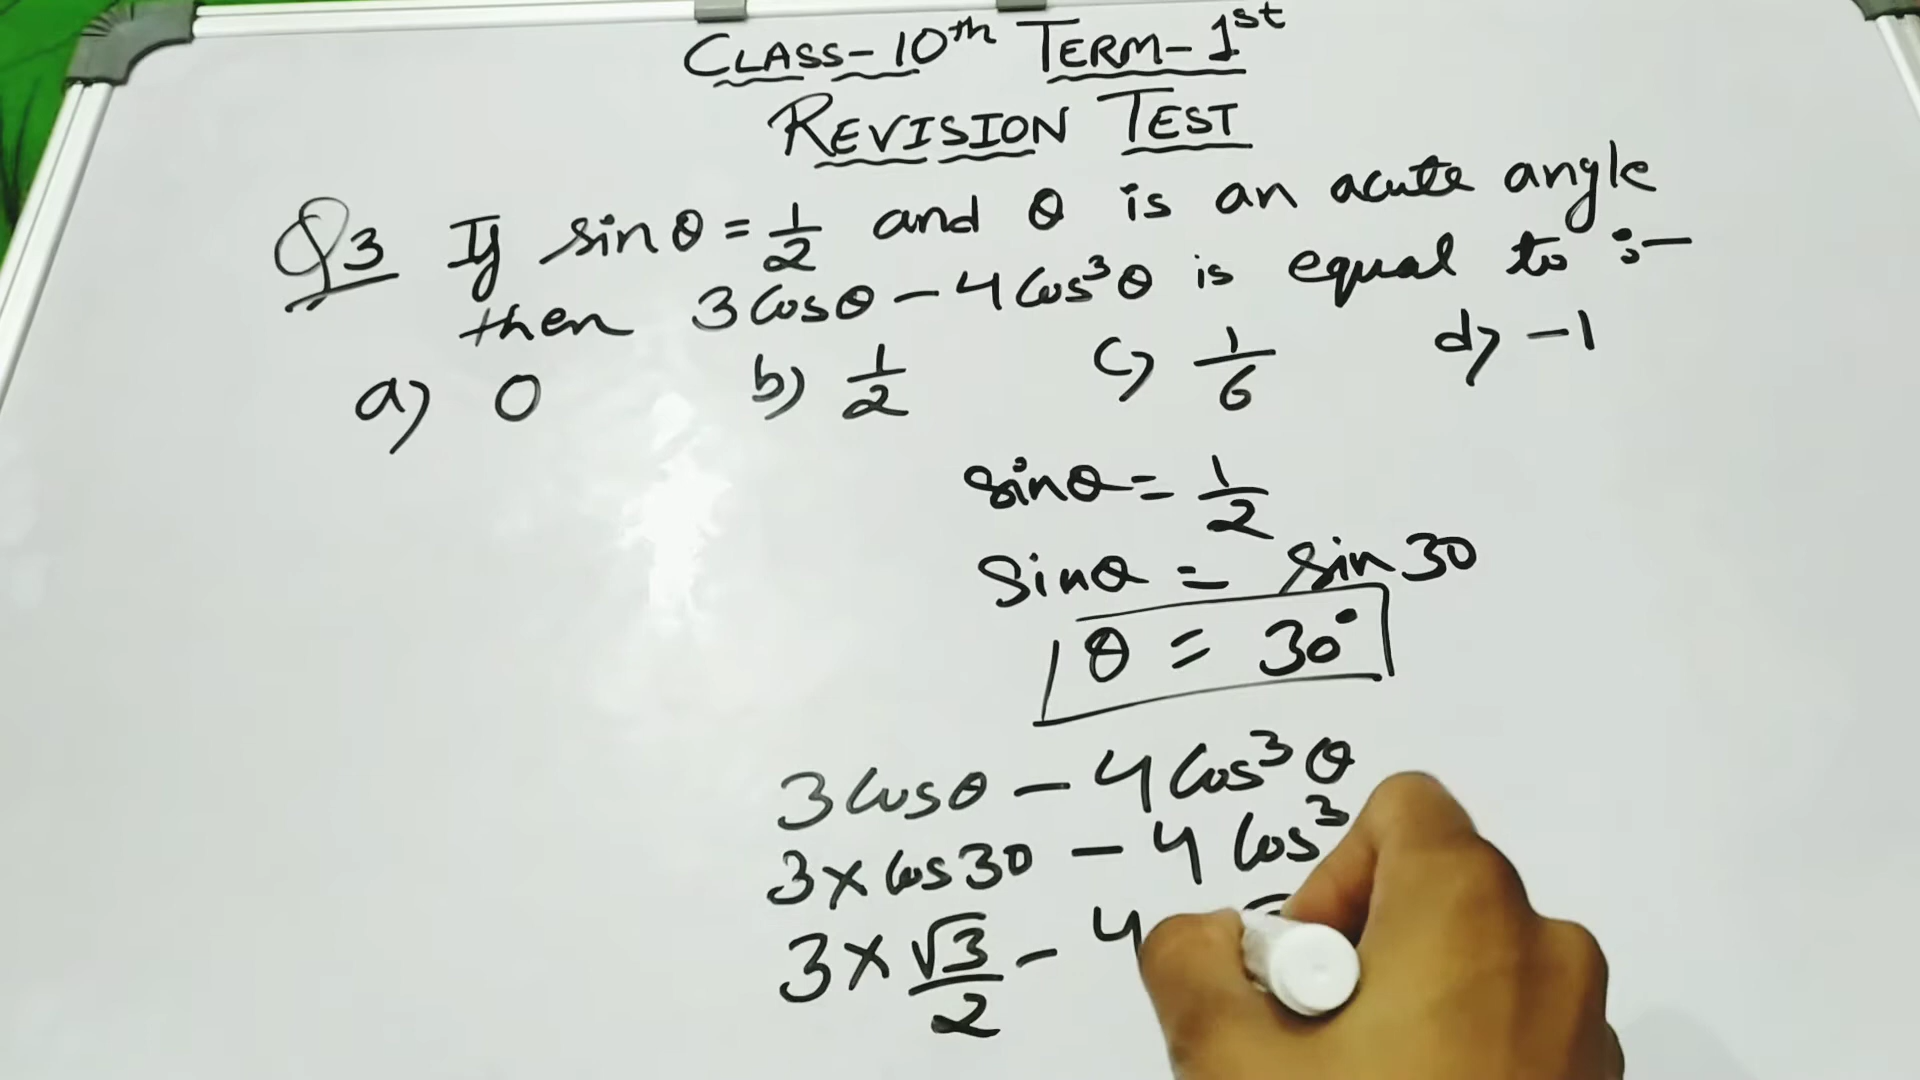 CLASS-10th TERM-1st
REVISION TEST
Q3 If sinθ = 1/2 and θ is an acute angle
then 3cosθ - 4cos³θ is equal to :-
a) 0 b) 1/2 c) 1/6 d) -1
sinθ = 1/2
sinθ = sin30
θ = 30°
3cosθ - 4cos³θ
3×cos30 - 4cos³
3×√3/2 - 4